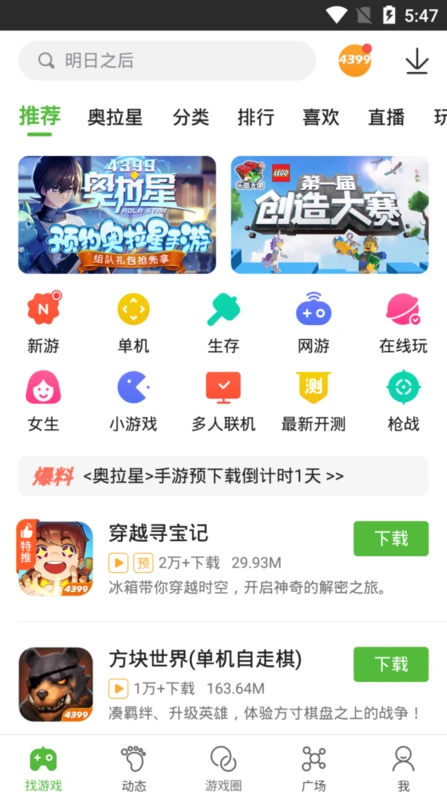 5:47
明日之后
4399
推荐 奥拉星 分类 排行 喜欢 直播 玩
4399
奥拉星
AOLA STAR
预约奥拉星手游
组队礼包抢先享
LEGO
第一届
创造大赛
N
新游 单机 生存 网游 在线玩
测
女生 小游戏 多人联机 最新开测 枪战
爆料 <奥拉星>手游预下载倒计时1天 >>
特推
4399
穿越寻宝记
预 2万+下载 29.93M
冰箱带你穿越时空，开启神奇的解密之旅。
下载
4399
方块世界(单机自走棋)
1万+下载 163.64M
凑羁绊、升级英雄，体验方寸棋盘之上的战争！
下载
找游戏 动态 游戏圈 广场 我